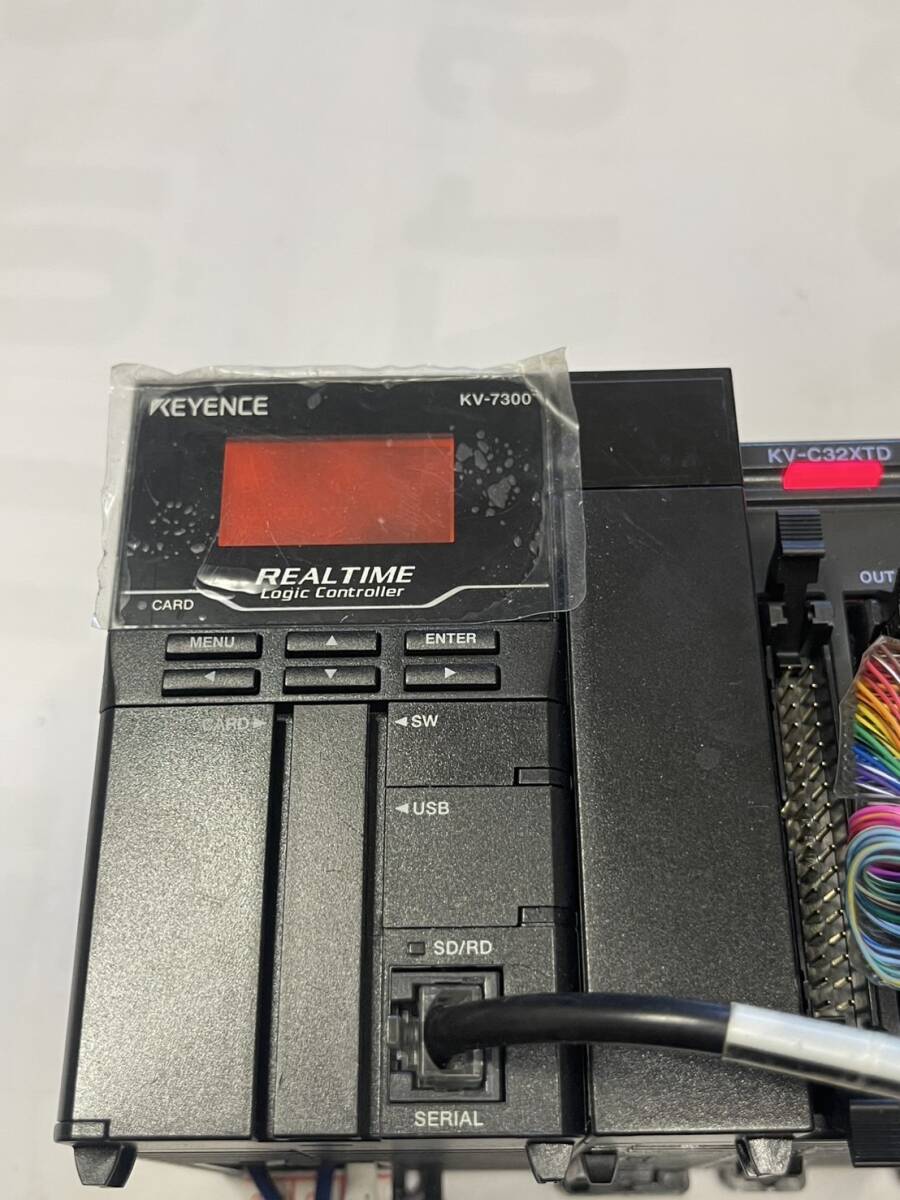 KEYENCE
KV-7300
REALTIME
Logic Controller
CARD
MENU
▲
ENTER
◀
▼
▶
CARD▶
◀SW
◀USB
SD/RD
SERIAL
KV-C32XTD
OUT